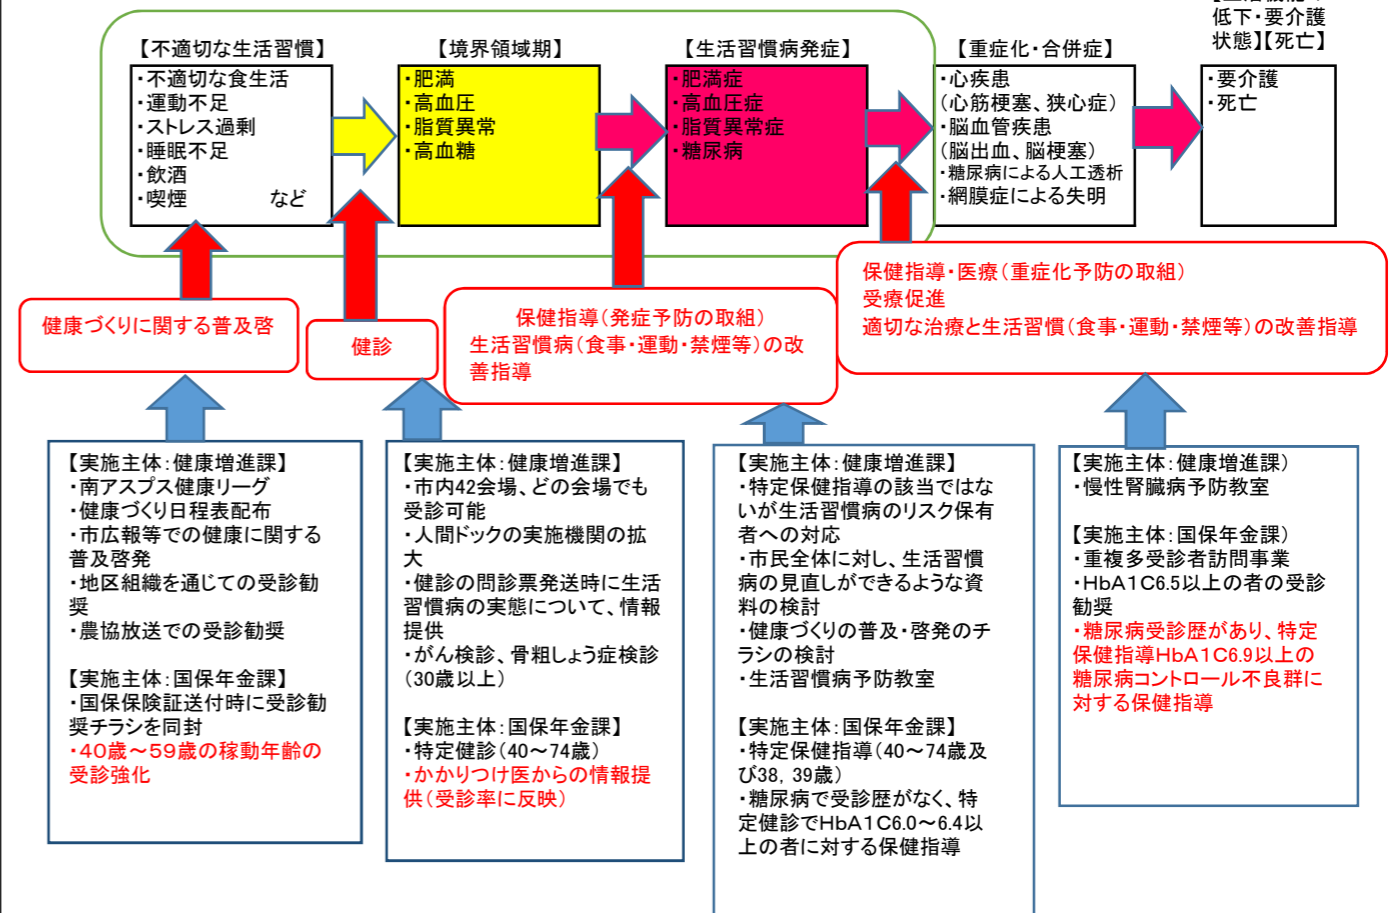 低下・要介護
状態】【死亡】
【不適切な生活習慣】
【境界領域期】
【生活習慣病発症】
【重症化・合併症】
・不適切な食生活
・運動不足
・ストレス過剰
・睡眠不足
・飲酒
・喫煙 など
・肥満
・高血圧
・脂質異常
・高血糖
・肥満症
・高血圧症
・脂質異常症
・糖尿病
・心疾患
(心筋梗塞、狭心症)
・脳血管疾患
(脳出血、脳梗塞)
・糖尿病による人工透析
・網膜症による失明
・要介護
・死亡
健康づくりに関する普及啓
健診
保健指導(発症予防の取組)
生活習慣病(食事・運動・禁煙等)の改
善指導
保健指導・医療(重症化予防の取組)
受療促進
適切な治療と生活習慣(食事・運動・禁煙等)の改善指導
【実施主体:健康増進課】
・南アスプス健康リーグ
・健康づくり日程表配布
・市広報等での健康に関する
普及啓発
・地区組織を通じての受診勧
奨
・農協放送での受診勧奨
【実施主体:国保年金課】
・国保保険証送付時に受診勧
奨チラシを同封
・40歳~59歳の稼動年齢の
受診強化
【実施主体:健康増進課】
・市内42会場、どの会場でも
受診可能
・人間ドックの実施機関の拡
大
・健診の問診票発送時に生活
習慣病の実態について、情報
提供
・がん検診、骨粗しょう症検診
(30歳以上)
【実施主体:国保年金課】
・特定健診(40~74歳)
・かかりつけ医からの情報提
供(受診率に反映)
【実施主体:健康増進課】
・特定保健指導の該当ではな
いが生活習慣病のリスク保有
者への対応
・市民全体に対し、生活習慣
病の見直しができるような資
料の検討
・健康づくりの普及・啓発のチ
ラシの検討
・生活習慣病予防教室
【実施主体:国保年金課】
・特定保健指導(40~74歳及
び38, 39歳)
・糖尿病で受診歴がなく、特
定健診でHbA1C6.0~6.4以
上の者に対する保健指導
【実施主体:健康増進課)
・慢性腎臓病予防教室
【実施主体:国保年金課】
・重複多受診者訪問事業
・HbA1C6.5以上の者の受診
勧奨
・糖尿病受診歴があり、特定
保健指導HbA1C6.9以上の
糖尿病コントロール不良群に
対する保健指導